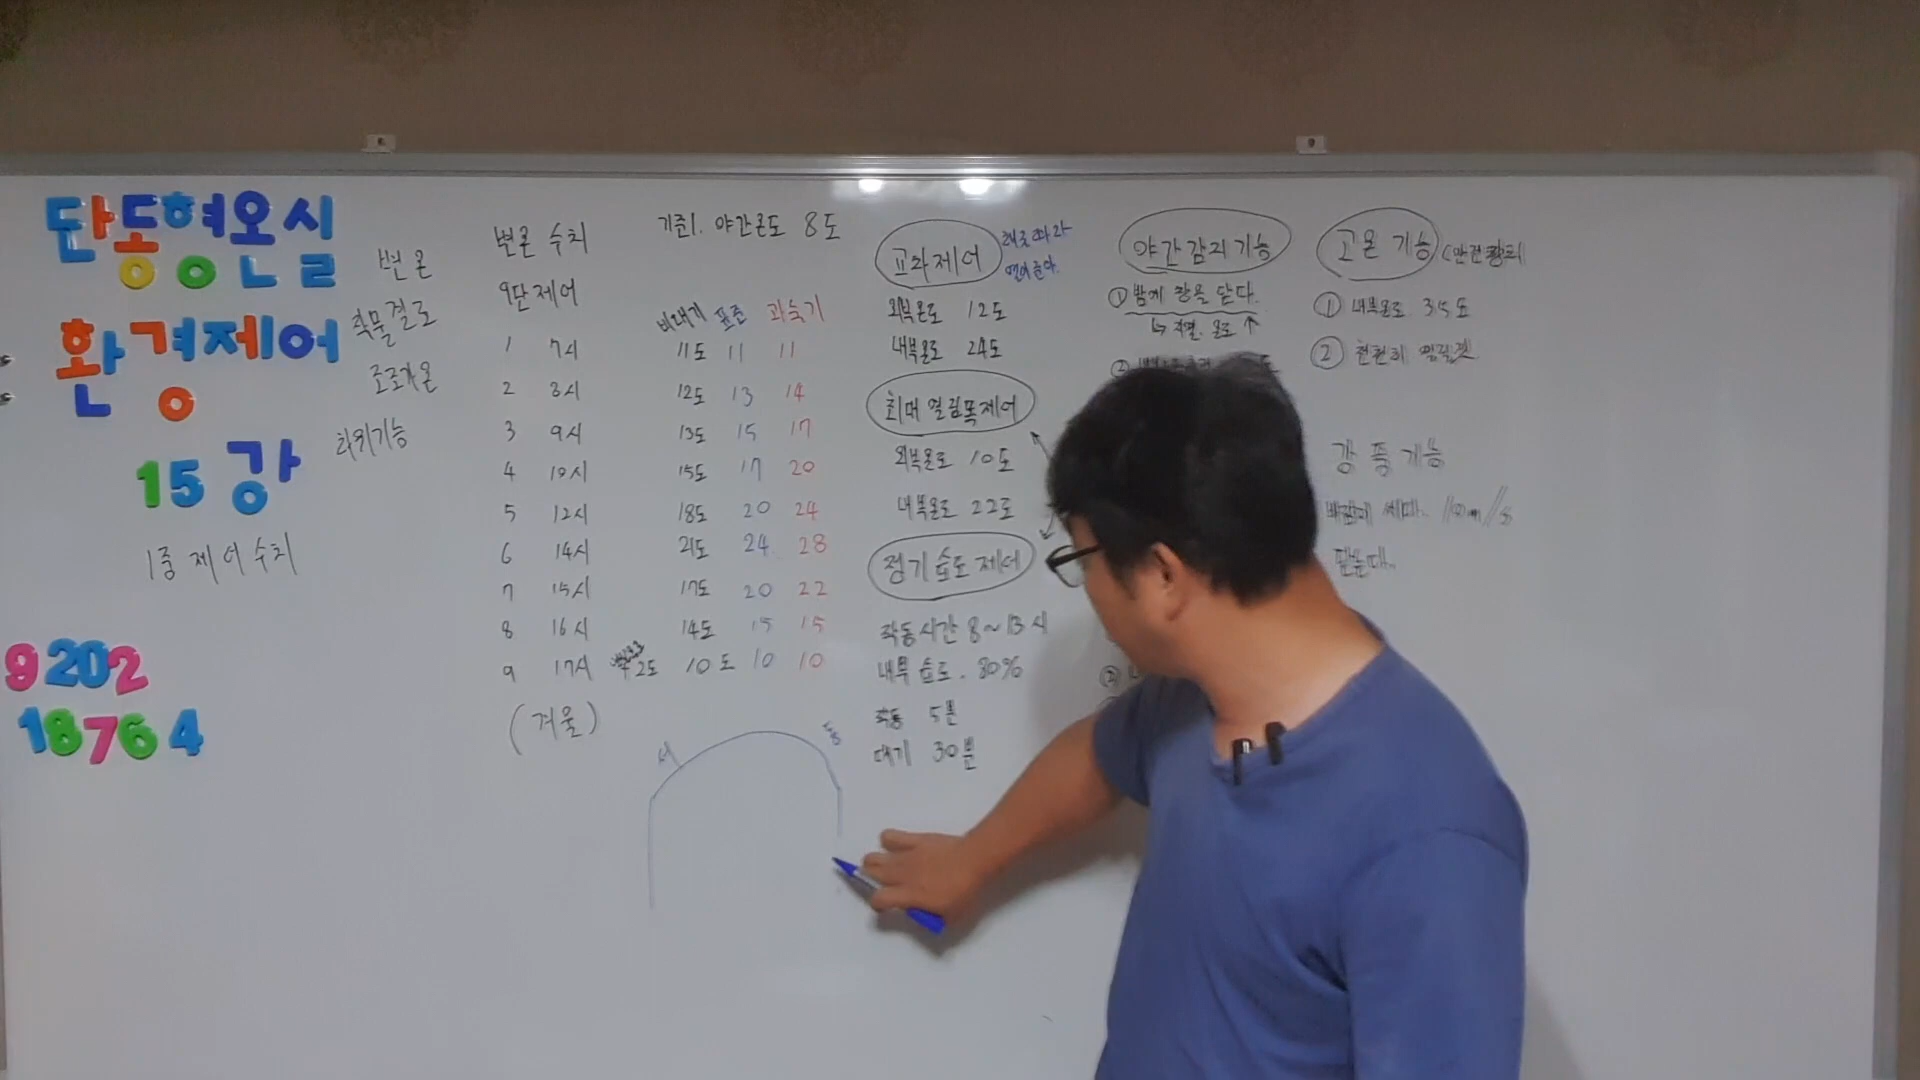 단동형온실
환경제어
15강
1중 제어수치
9202
18764
변온
작물결로
조조가온
변온 수치
9단제어
1 7시
2 8시
3 9시
4 10시
5 12시
6 14시
7 15시
8 16시
9 17시
(겨울)
기준1. 야간온도 8도
비대기 표준 과숙기
11도 11 11
12도 13 14
13도 15 17
15도 17 20
18도 20 24
21도 24 28
17도 20 22
14도 15 15
2도 10도 10 10
서
동
교차제어
외부온도 12도
내부온도 24도
최대열림폭제어
외부온도 10도
내부온도 22도
정기습도제어
작동시간 8~13시
내부습도. 80%
작동 5분
대기 30분
야간감지기능
① 밤에 창을 닫다.
↳ 지열. 온도 ↑
②
고온기능
① 내부온도 35도
② 천천히
강풍기능